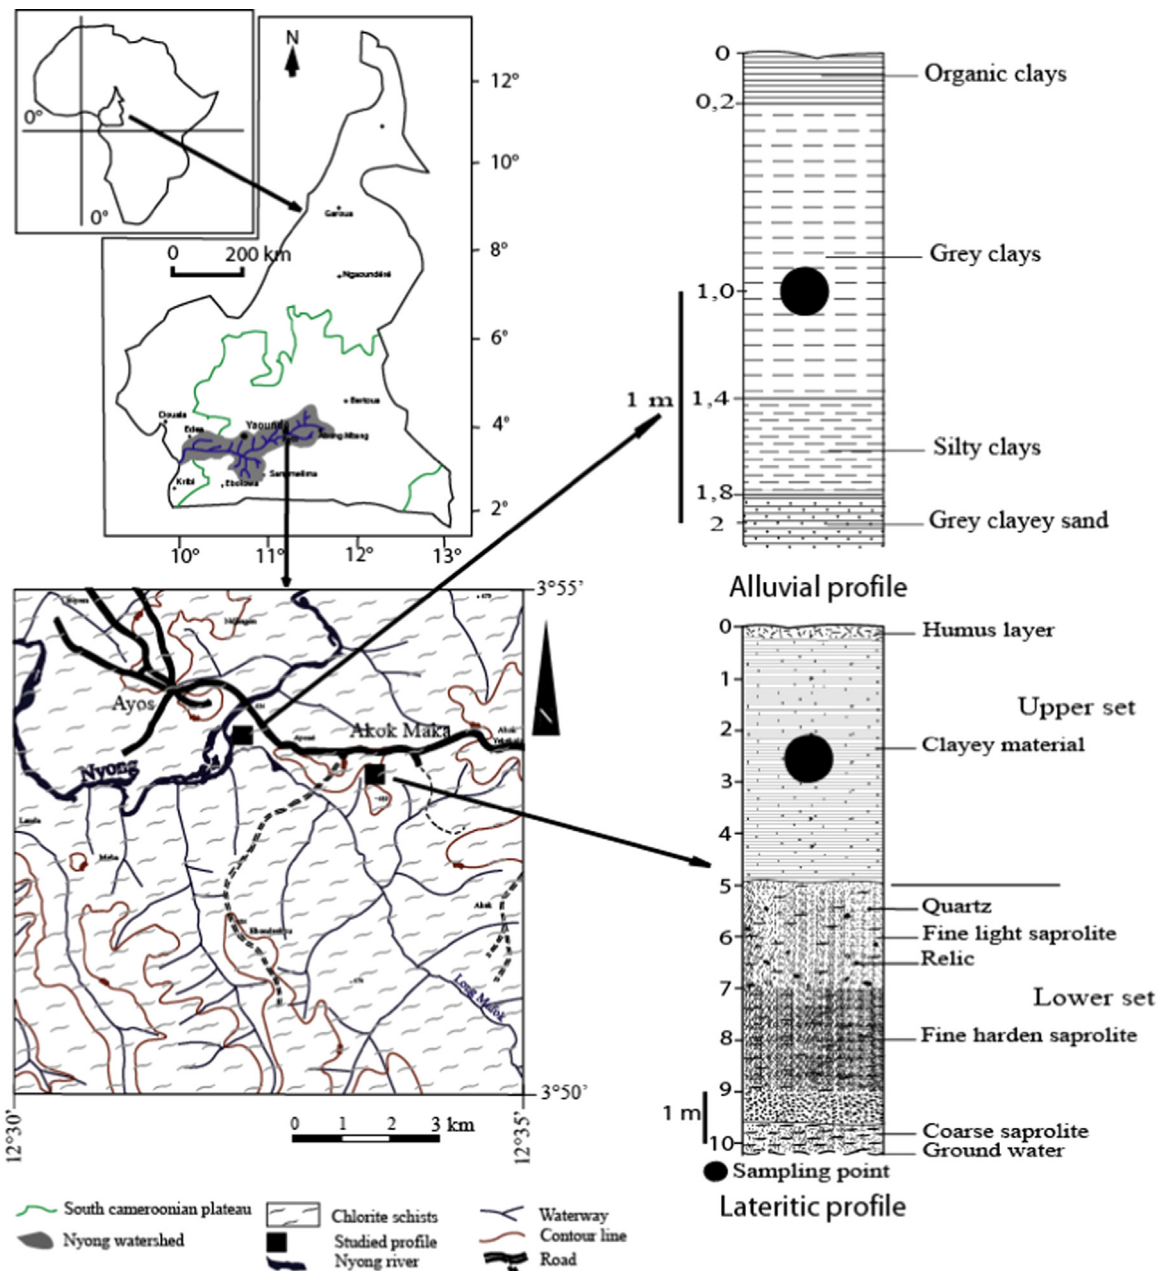 N
0°
0°
0
200 km
12°
10°
8°
6°
4°
2°
10°
11°
12°
13°
Garoua
Ngaoundéré
Bertoua
Douala
Edea
Kribi
Ebolowa
Sangmelima
3°55'
3°50'
12°30'
12°35'
Ayos
Akok Maka
Nyong
0
1
2
3 km
0
0,2
1,0
1,4
1,8
2
1 m
Organic clays
Grey clays
Silty clays
Grey clayey sand
Alluvial profile
0
1
2
3
4
5
6
7
8
9
10
1 m
Humus layer
Upper set
Clayey material
Quartz
Fine light saprolite
Relic
Lower set
Fine harden saprolite
Coarse saprolite
Ground water
Sampling point
Lateritic profile
South cameroonian plateau
Nyong watershed
Chlorite schists
Studied profile
Nyong river
Waterway
Contour line
Road